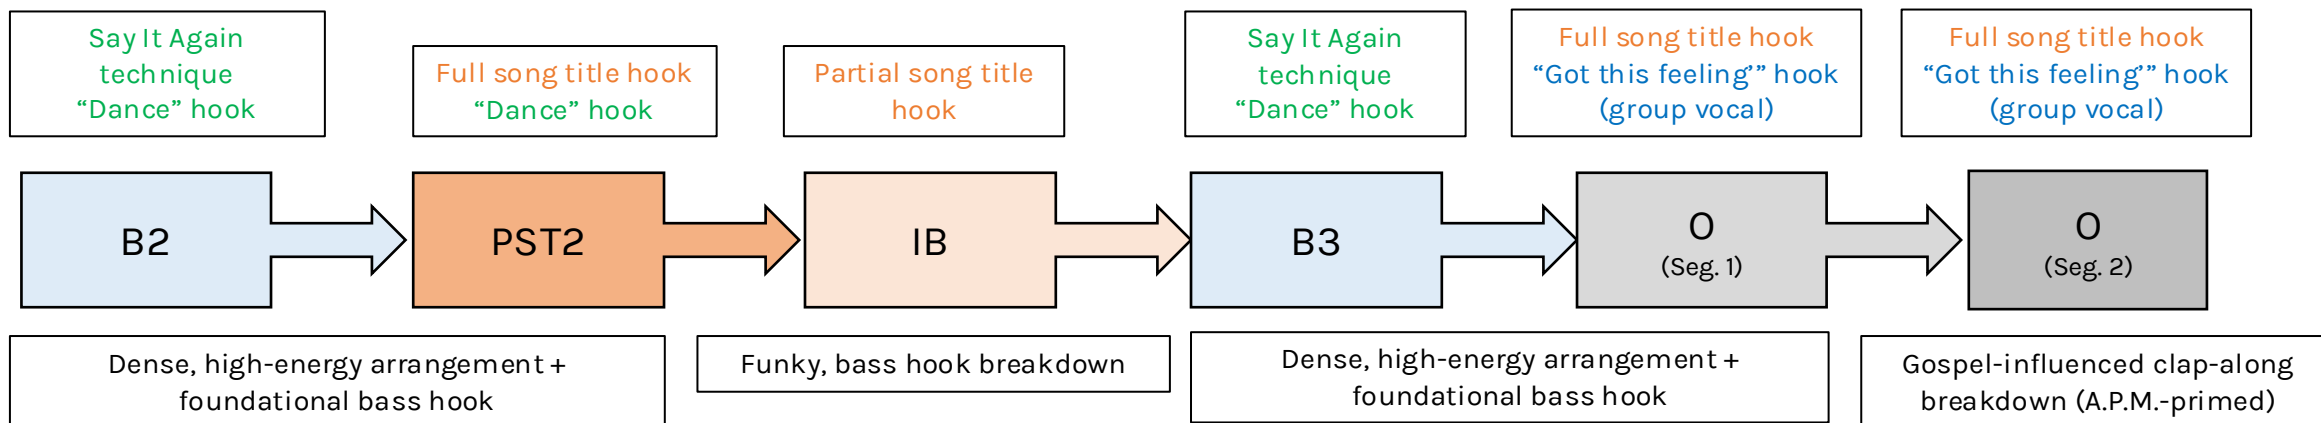 Say It Again
technique
“Dance” hook
Full song title hook
“Dance” hook
Partial song title
hook
Say It Again
technique
“Dance” hook
Full song title hook
“Got this feeling’” hook
(group vocal)
Full song title hook
“Got this feeling’” hook
(group vocal)
B2
PST2
IB
B3
O
(Seg. 1)
O
(Seg. 2)
Dense, high-energy arrangement +
foundational bass hook
Funky, bass hook breakdown
Dense, high-energy arrangement +
foundational bass hook
Gospel-influenced clap-along
breakdown (A.P.M.-primed)